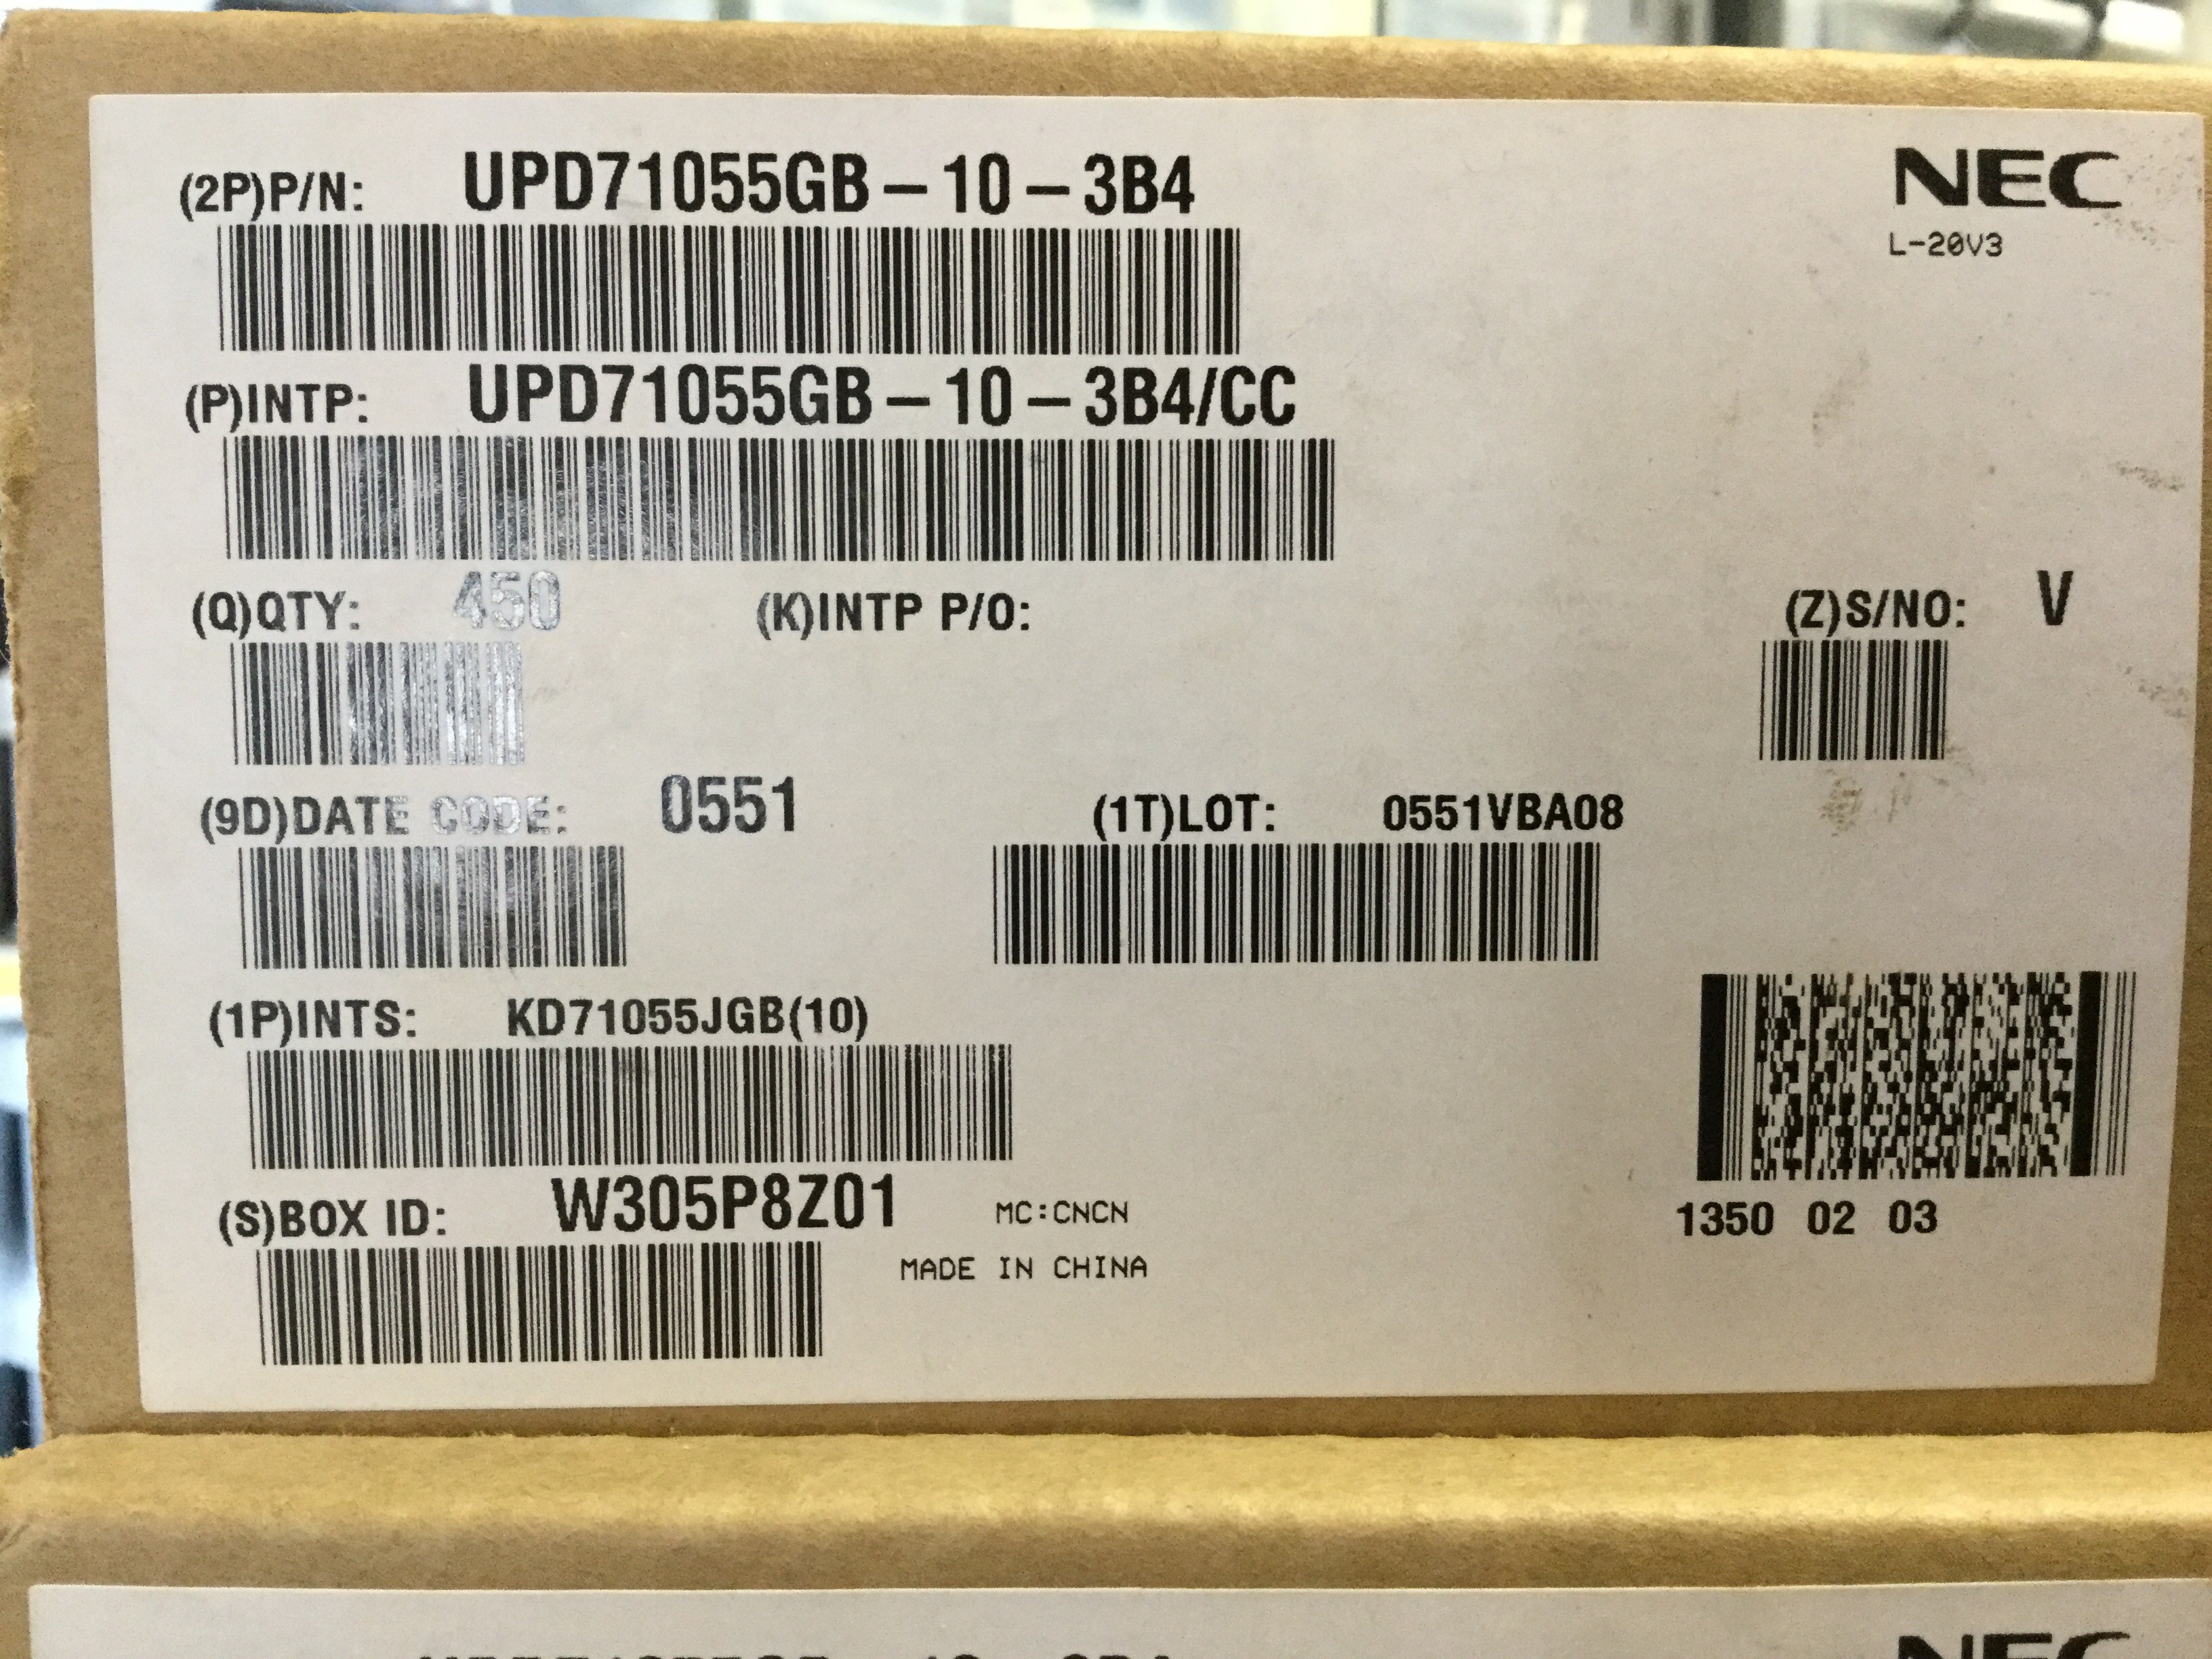 (2P)P/N: UPD71055GB-10-3B4
NEC
L-20V3
(P)INTP: UPD71055GB-10-3B4/CC
(Q)QTY: 450 (K)INTP P/O: (Z)S/NO: V
(9D)DATE CODE: 0551 (1T)LOT: 0551VBA08
(1P)INTS: KD71055JGB(10)
(S)BOX ID: W305P8Z01 MC:CNCN
1350 02 03
MADE IN CHINA
NEC